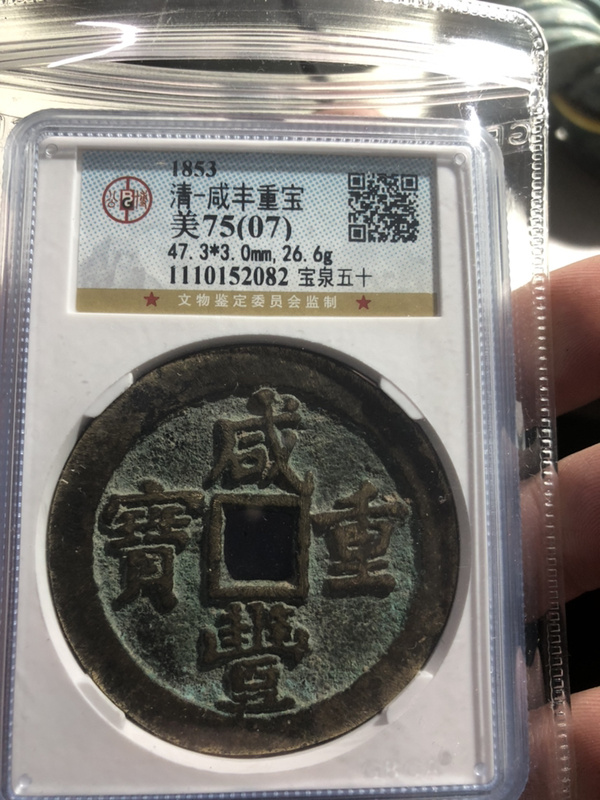 1853
清-咸丰重宝
美75(07)
47.3*3.0mm,26.6g
1110152082 宝泉五十
★ 文物鉴定委员会监制 ★
咸
寶 重
豐